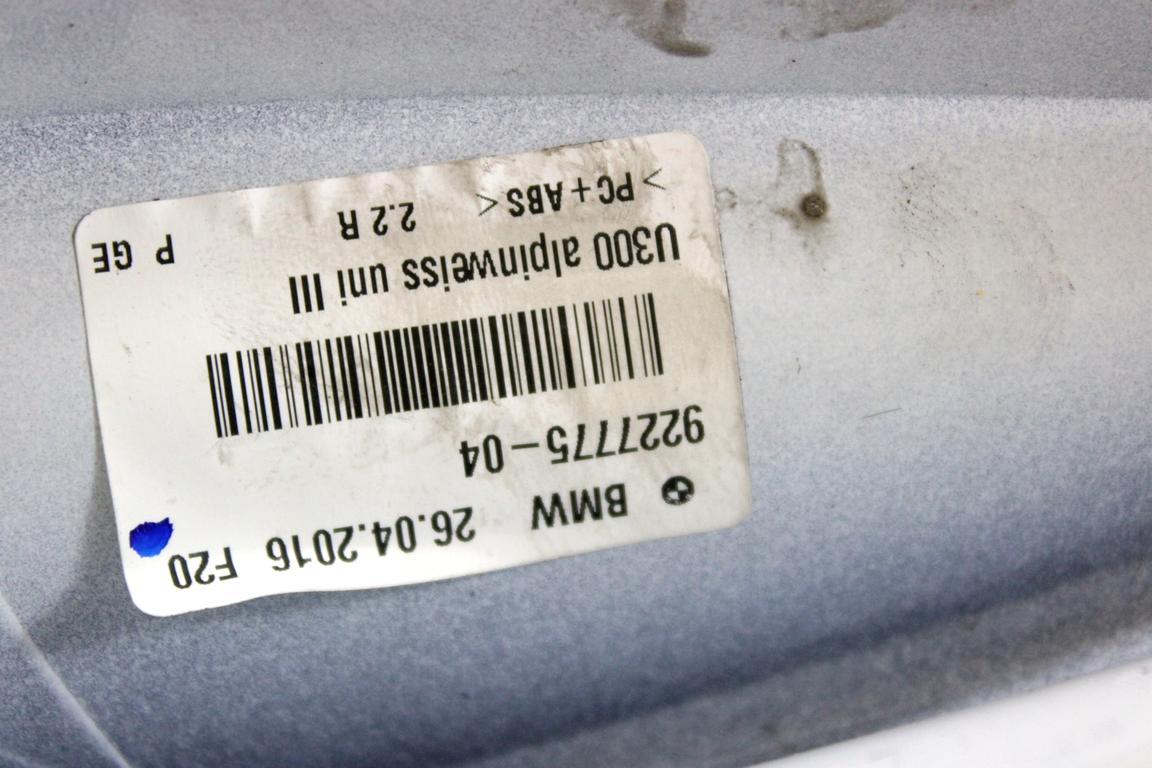 BMW 26.04.2016 F20
9227775-04
U300 alpinweiss uni III
>PC+ABS< 2.2 R P GE